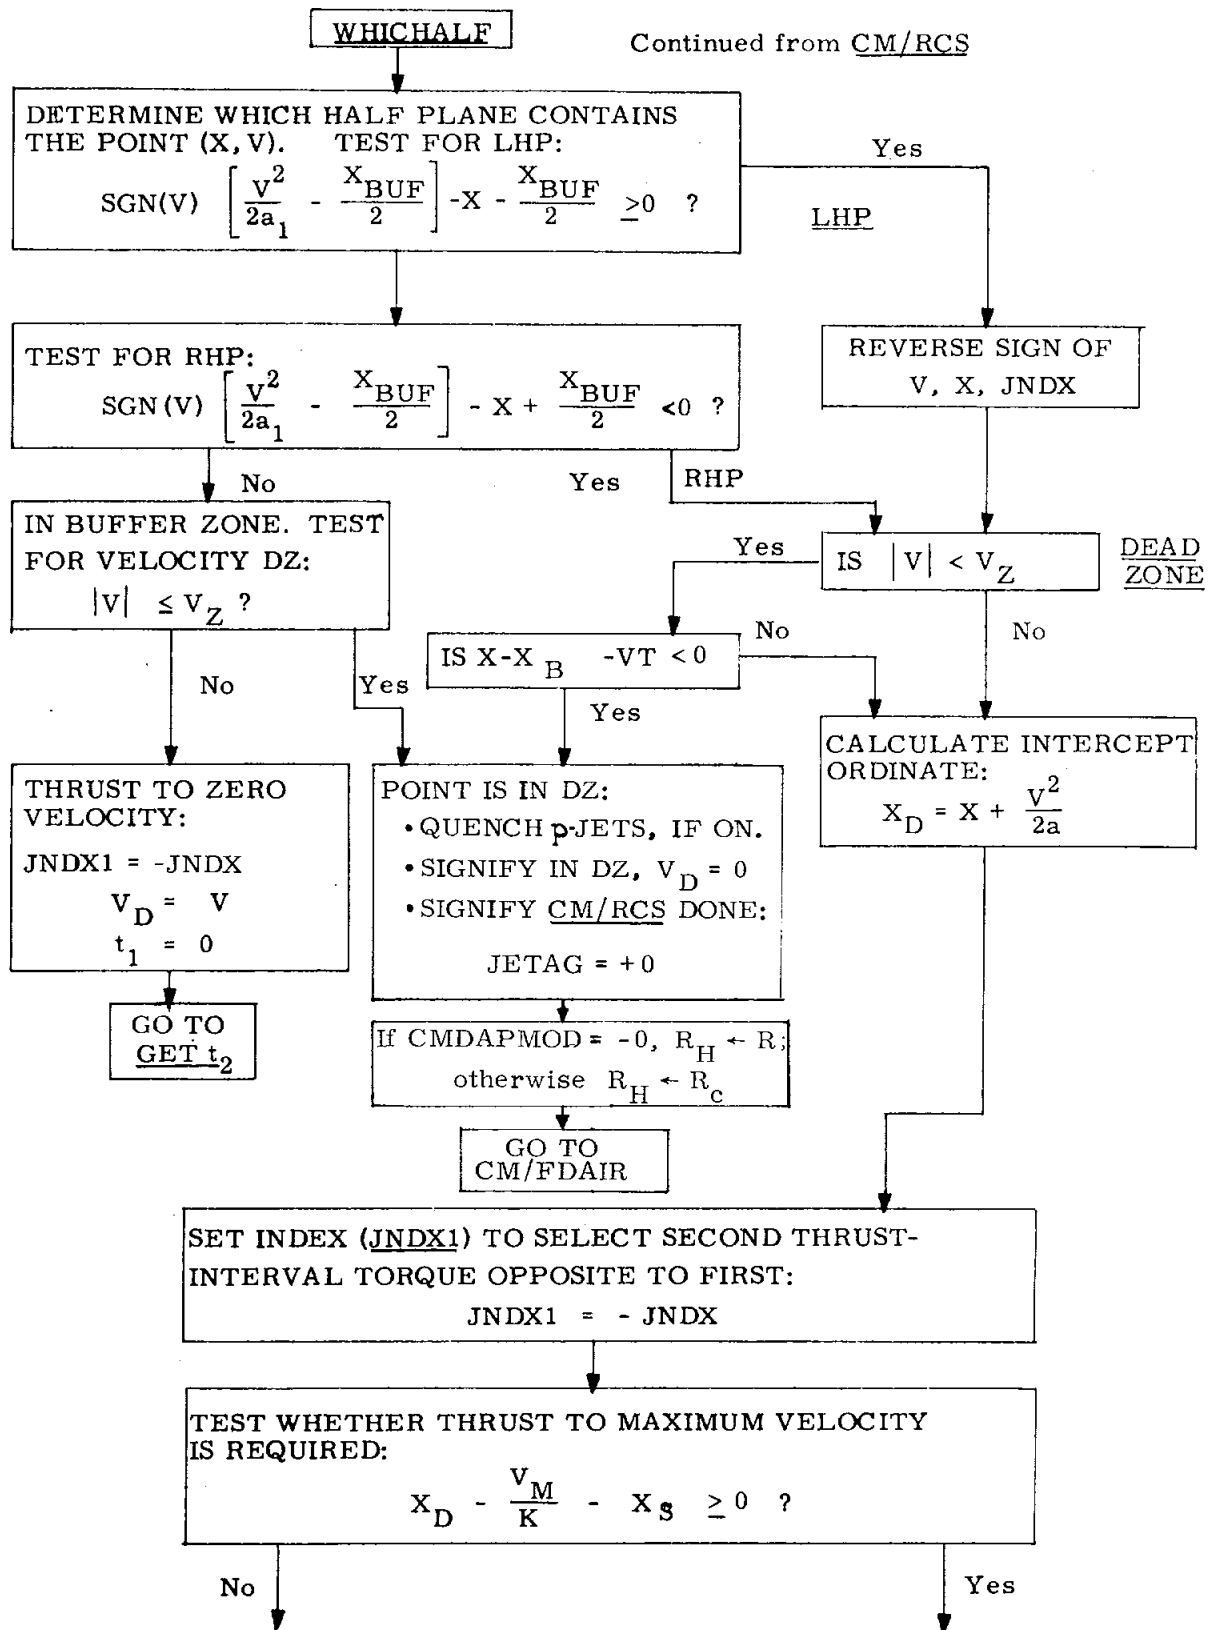 WHICHALF
Continued from CM/RCS
DETERMINE WHICH HALF PLANE CONTAINS
THE POINT (X, V). TEST FOR LHP:
SGN(V) [V²/2a₁ - X_BUF/2] -X - X_BUF/2 ≥0 ?
Yes
LHP
TEST FOR RHP:
SGN(V) [V²/2a₁ - X_BUF/2] - X + X_BUF/2 <0 ?
REVERSE SIGN OF
V, X, JNDX
No
Yes
RHP
IN BUFFER ZONE. TEST
FOR VELOCITY DZ:
|V| ≤ V_Z ?
Yes
IS |V| < V_Z
DEAD
ZONE
No
Yes
IS X-X_B -VT <0
No
Yes
No
CALCULATE INTERCEPT
ORDINATE:
X_D = X + V²/2a
THRUST TO ZERO
VELOCITY:
JNDX1 = -JNDX
V_D = V
t₁ = 0
POINT IS IN DZ:
• QUENCH p-JETS, IF ON.
• SIGNIFY IN DZ, V_D = 0
• SIGNIFY CM/RCS DONE:
JETAG = +0
GO TO
GET t₂
If CMDAPMOD = -0, R_H ← R;
otherwise R_H ← R_c
GO TO
CM/FDAIR
SET INDEX (JNDX1) TO SELECT SECOND THRUST-
INTERVAL TORQUE OPPOSITE TO FIRST:
JNDX1 = - JNDX
TEST WHETHER THRUST TO MAXIMUM VELOCITY
IS REQUIRED:
X_D - V_M/K - X_S ≥ 0 ?
No
Yes